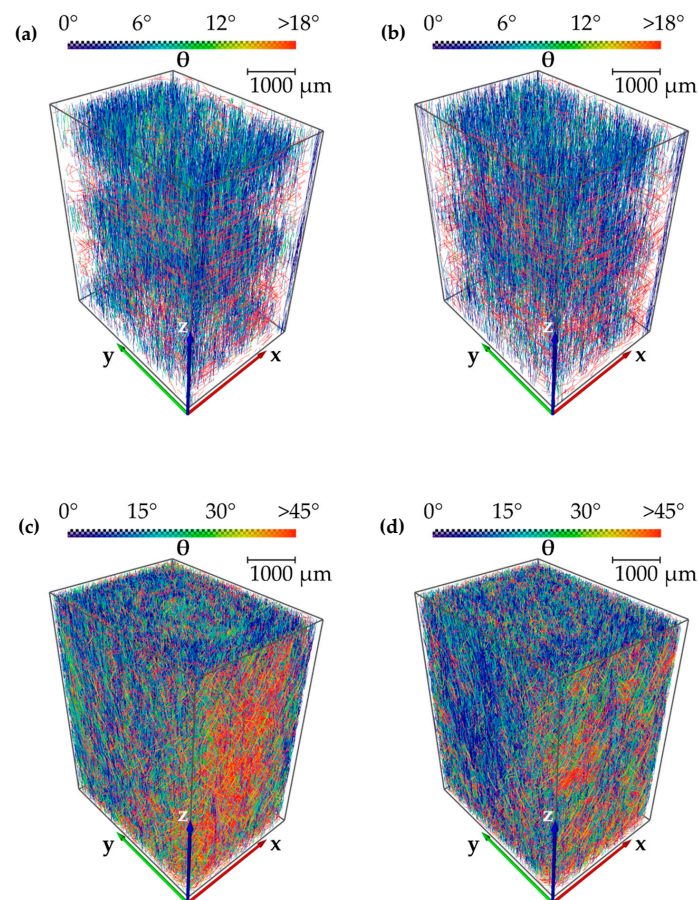 (a) 0° 6° 12° >18°
θ
1000 µm
z
y x
(b) 0° 6° 12° >18°
θ
1000 µm
z
y x
(c) 0° 15° 30° >45°
θ
1000 µm
z
y x
(d) 0° 15° 30° >45°
θ
1000 µm
z
y x